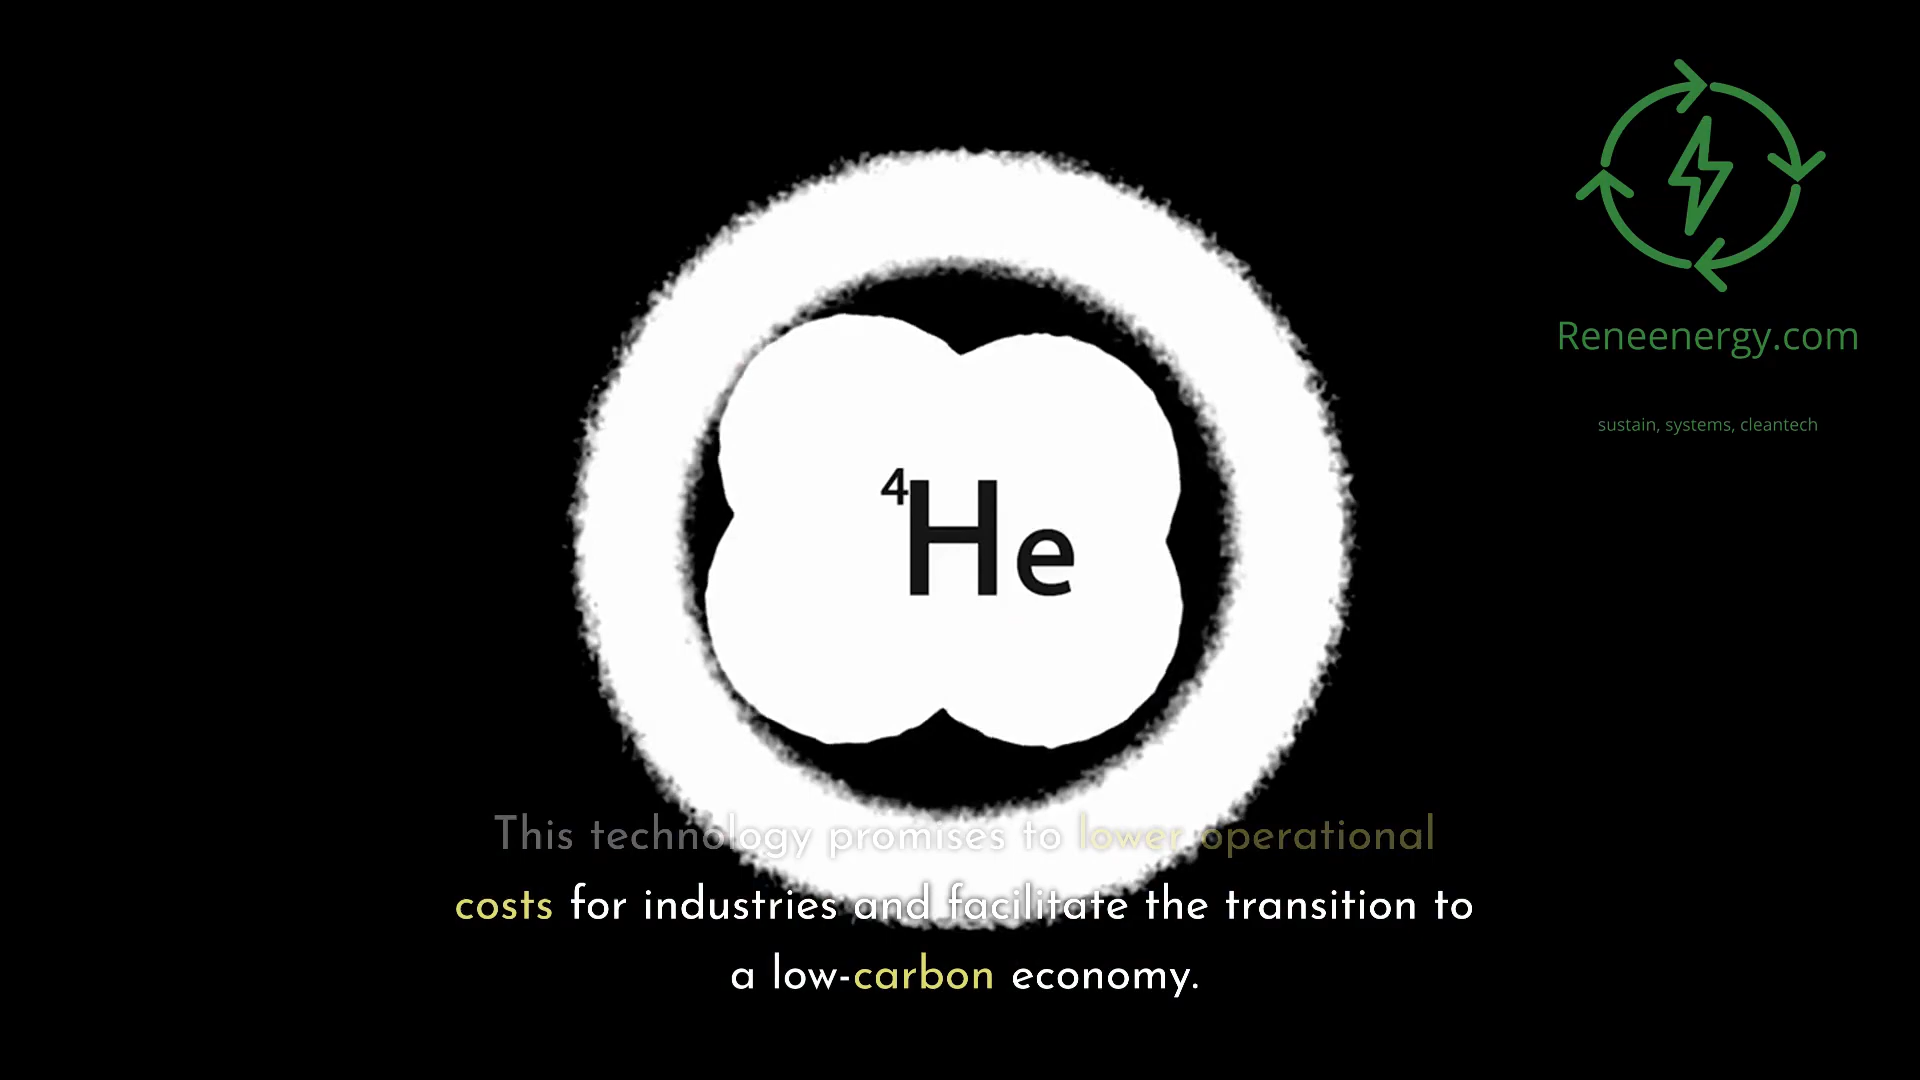 Reneenergy.com
sustain, systems, cleantech
4He
This technology promises to lower operational
costs for industries and facilitate the transition to
a low-carbon economy.